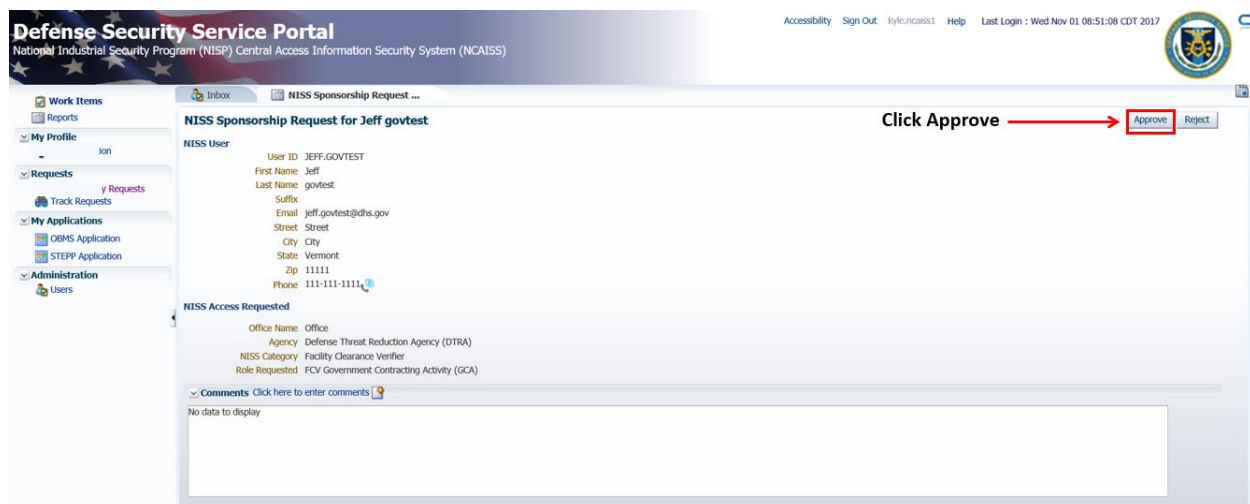 Defense Security Service Portal
National Industrial Security Program (NISP) Central Access Information Security System (NCAISS)
Accessibility Sign Out kyle.ncaiss1 Help Last Login : Wed Nov 01 08:51:08 CDT 2017
Work Items
Reports
My Profile
ion
Requests
y Requests
Track Requests
My Applications
OBMS Application
STEPP Application
Administration
Users
Inbox
NISS Sponsorship Request ...
NISS Sponsorship Request for Jeff govtest
Click Approve
Approve
Reject
NISS User
User ID JEFF.GOVTEST
First Name Jeff
Last Name govtest
Suffix
Email jeff.govtest@dhs.gov
Street Street
City City
State Vermont
Zip 11111
Phone 111-111-1111
NISS Access Requested
Office Name Office
Agency Defense Threat Reduction Agency (DTRA)
NISS Category Facility Clearance Verifier
Role Requested FCV Government Contracting Activity (GCA)
Comments Click here to enter comments
No data to display